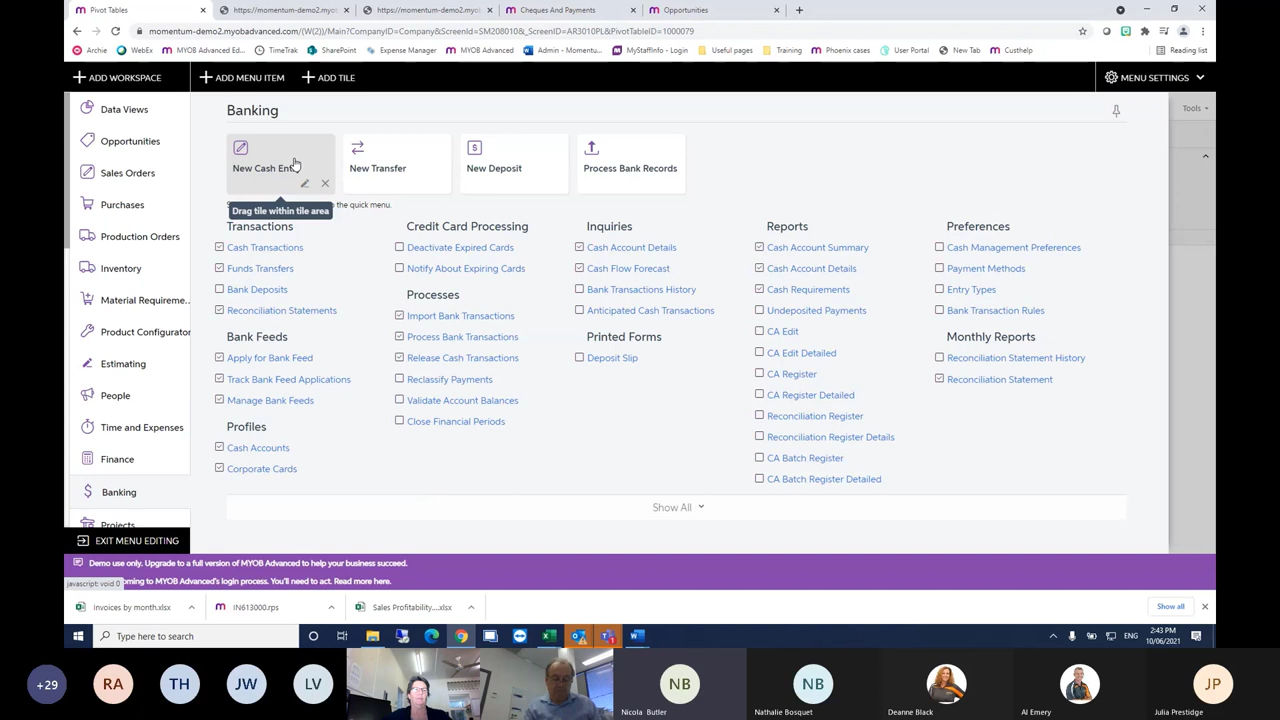 Pivot Tables
https://momentum-demo2.myobadvanced.com
https://momentum-demo2.myob
Cheques And Payments
Opportunities
momentum-demo2.myobadvanced.com/(W(2))/Main?CompanyID=Company&ScreenId=SM208010&_ScreenID=AR3010PL&PivotTableID=1000079
Archie
WebEx
MYOB Advanced Ed...
TimeTrak
SharePoint
Expense Manager
MYOB Advanced
Admin - Momentu...
MyStaffInfo - Login
Useful pages
Training
Phoenix cases
User Portal
New Tab
Custhelp
Reading list
ADD WORKSPACE
ADD MENU ITEM
ADD TILE
MENU SETTINGS
Tools
Data Views
Opportunities
Sales Orders
Purchases
Production Orders
Inventory
Material Requireme...
Product Configurator
Estimating
People
Time and Expenses
Finance
Banking
Projects
EXIT MENU EDITING
Banking
New Cash Ent
New Transfer
New Deposit
Process Bank Records
Drag tile within tile area
the quick menu.
Transactions
Cash Transactions
Funds Transfers
Bank Deposits
Reconciliation Statements
Bank Feeds
Apply for Bank Feed
Track Bank Feed Applications
Manage Bank Feeds
Profiles
Cash Accounts
Corporate Cards
Credit Card Processing
Deactivate Expired Cards
Notify About Expiring Cards
Processes
Import Bank Transactions
Process Bank Transactions
Release Cash Transactions
Reclassify Payments
Validate Account Balances
Close Financial Periods
Inquiries
Cash Account Details
Cash Flow Forecast
Bank Transactions History
Anticipated Cash Transactions
Printed Forms
Deposit Slip
Reports
Cash Account Summary
Cash Account Details
Cash Requirements
Undeposited Payments
CA Edit
CA Edit Detailed
CA Register
CA Register Detailed
Reconciliation Register
Reconciliation Register Details
CA Batch Register
CA Batch Register Detailed
Preferences
Cash Management Preferences
Payment Methods
Entry Types
Bank Transaction Rules
Monthly Reports
Reconciliation Statement History
Reconciliation Statement
Show All
Demo use only. Upgrade to a full version of MYOB Advanced to help your business succeed.
oming to MYOB Advanced's login process. You'll need to act. Read more here.
javascript: void 0
Invoices by month.xlsx
IN613000.rps
Sales Profitability....xlsx
Show all
Type here to search
ENG
2:43 PM
10/06/2021
+29
RA
TH
JW
LV
NB
Nicola Butler
NB
Nathalie Bosquet
Deanne Black
Al Emery
JP
Julia Prestidge